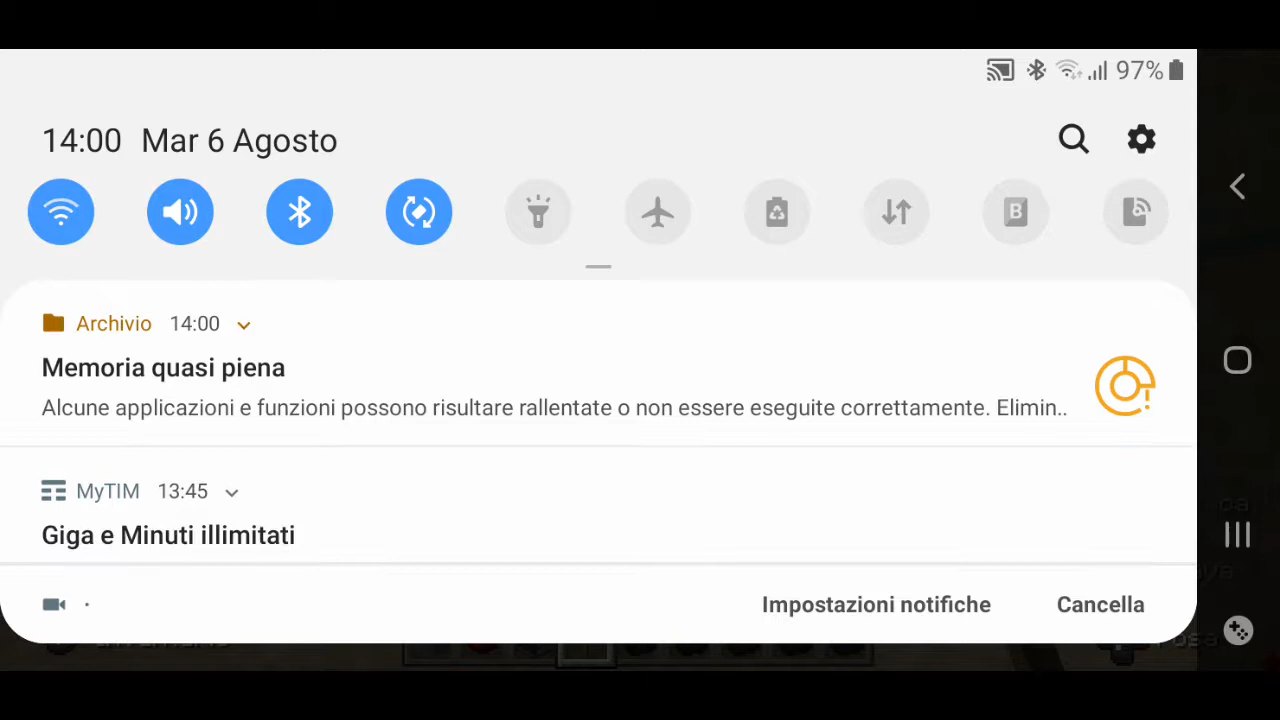 97%
14:00 Mar 6 Agosto
B
Archivio 14:00
Memoria quasi piena
Alcune applicazioni e funzioni possono risultare rallentate o non essere eseguite correttamente. Elimin..
MyTIM 13:45
Giga e Minuti illimitati
Impostazioni notifiche Cancella